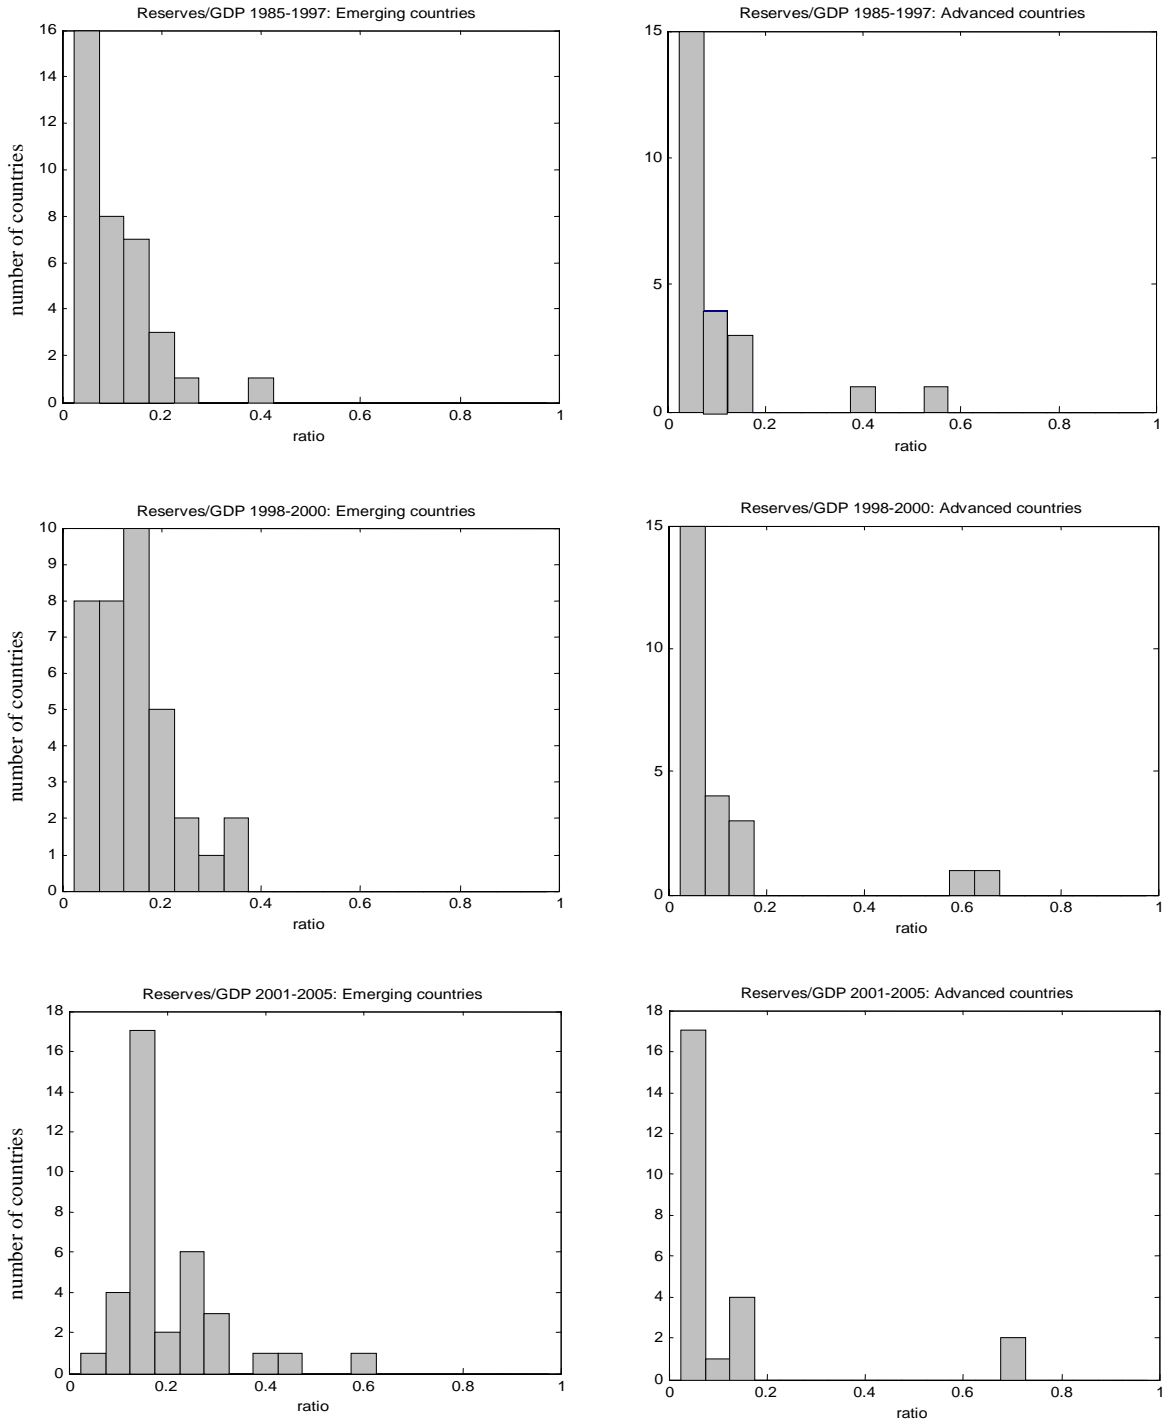 Reserves/GDP 1985-1997: Emerging countries
16
14
12
10
8
6
4
2
0
number of countries
0 0.2 0.4 0.6 0.8 1
ratio
Reserves/GDP 1985-1997: Advanced countries
15
10
5
0
0 0.2 0.4 0.6 0.8 1
ratio
Reserves/GDP 1998-2000: Emerging countries
10
9
8
7
6
5
4
3
2
1
0
number of countries
0 0.2 0.4 0.6 0.8 1
ratio
Reserves/GDP 1998-2000: Advanced countries
15
10
5
0
0 0.2 0.4 0.6 0.8 1
ratio
Reserves/GDP 2001-2005: Emerging countries
18
16
14
12
10
8
6
4
2
0
number of countries
0 0.2 0.4 0.6 0.8 1
ratio
Reserves/GDP 2001-2005: Advanced countries
18
16
14
12
10
8
6
4
2
0
0 0.2 0.4 0.6 0.8 1
ratio